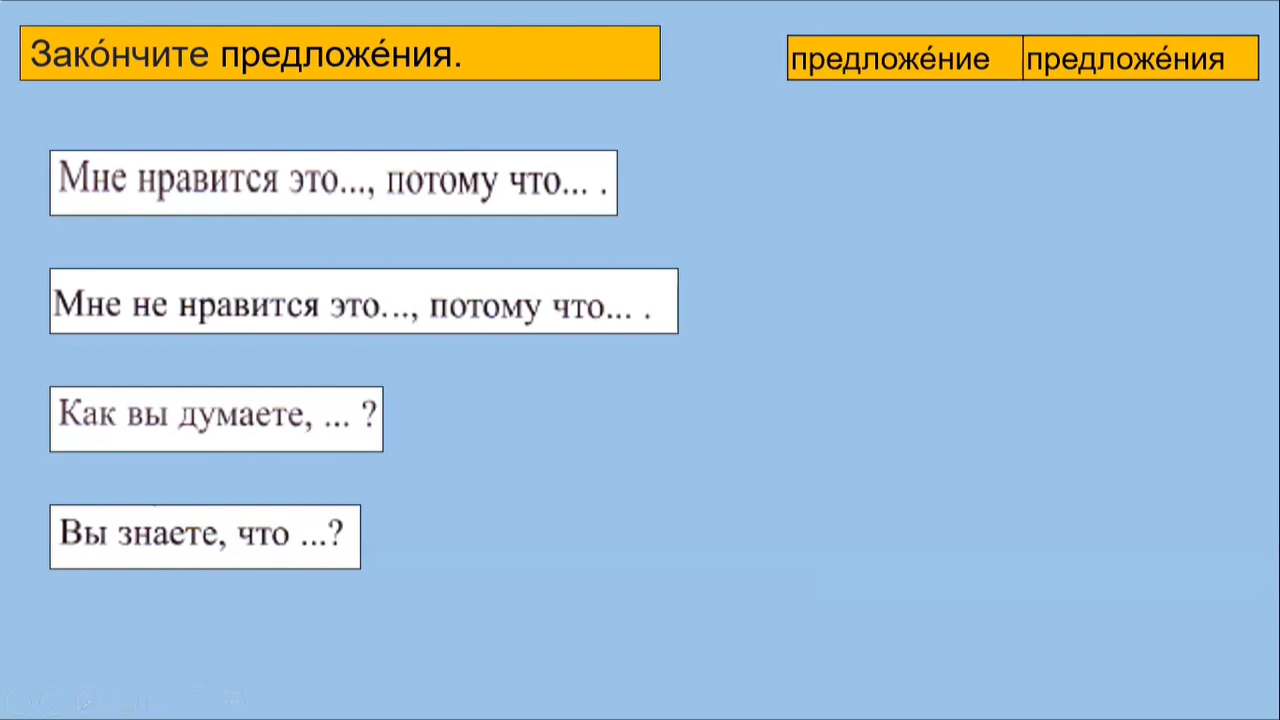 Зако́нчите предложе́ния.
предложе́ние предложе́ния
Мне нравится это..., потому что... .
Мне не нравится это..., потому что... .
Как вы думаете, ... ?
Вы знаете, что ...?